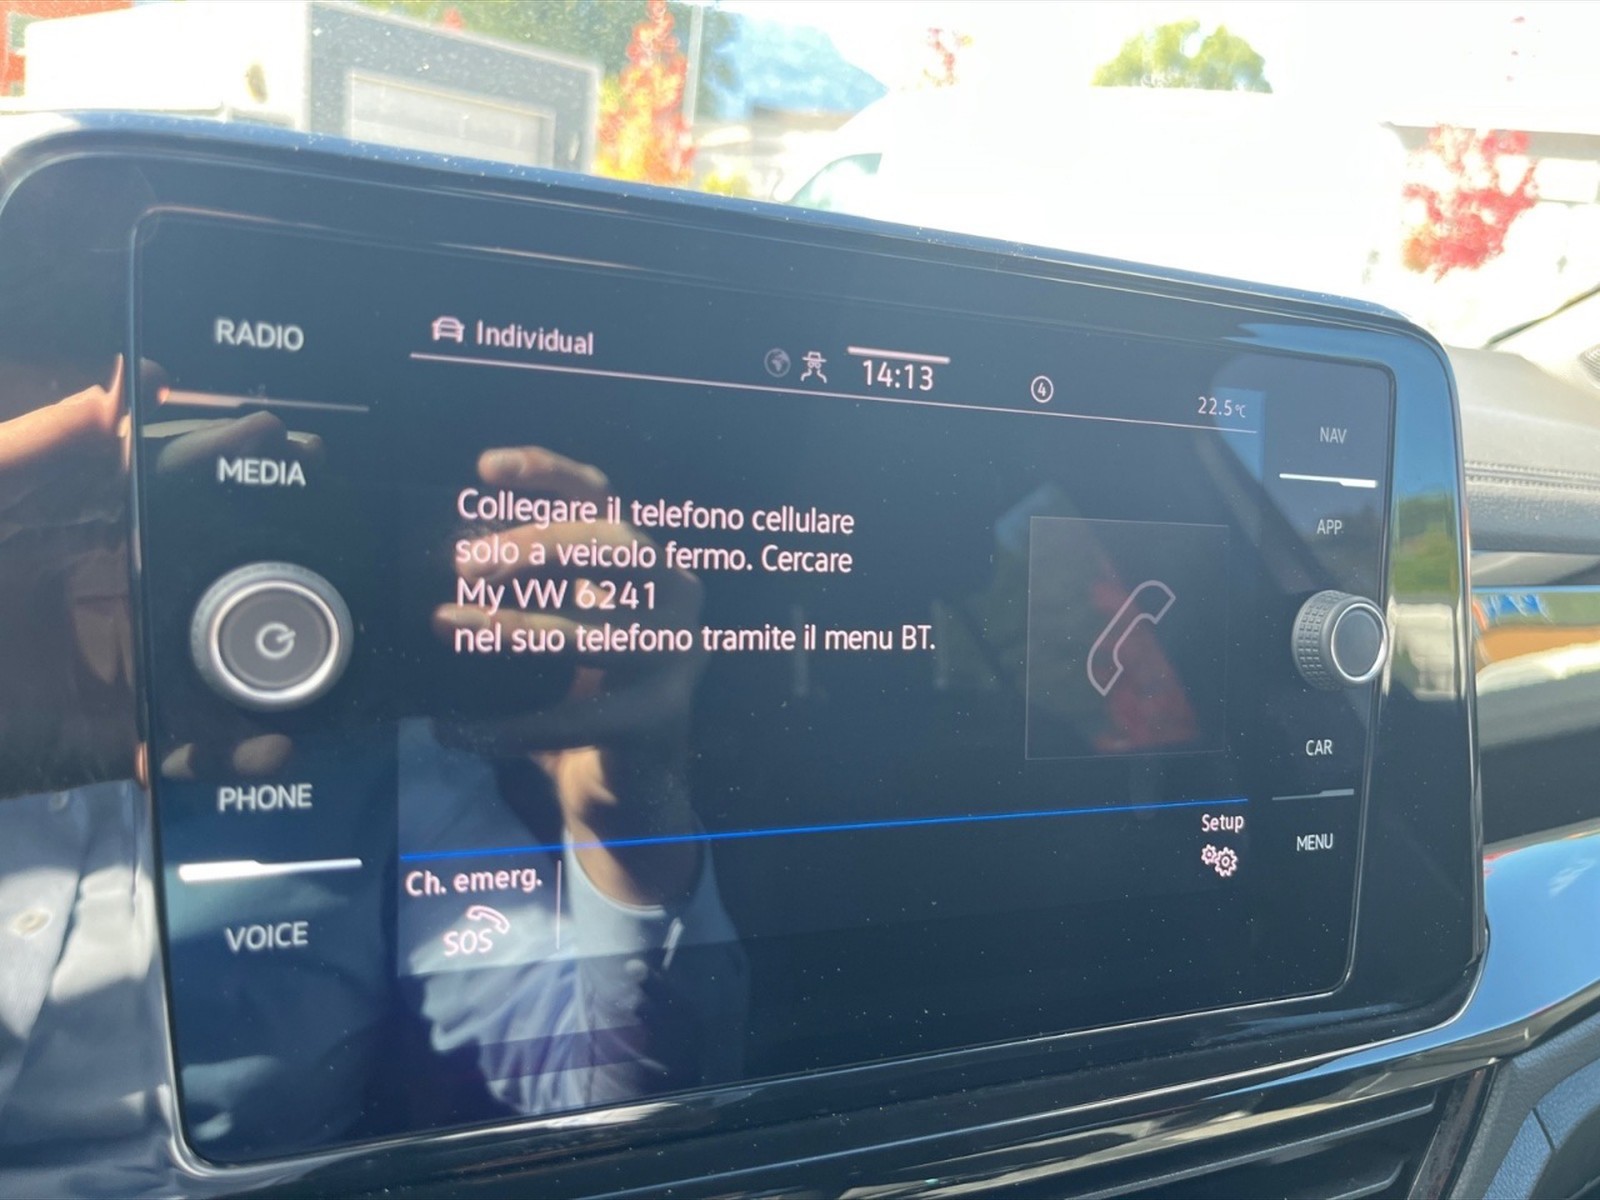 RADIO
Individual
14:13
4
22.5°C
NAV
MEDIA
APP
Collegare il telefono cellulare
solo a veicolo fermo. Cercare
My VW 6241
nel suo telefono tramite il menu BT.
CAR
PHONE
Setup
MENU
Ch. emerg.
SOS
VOICE